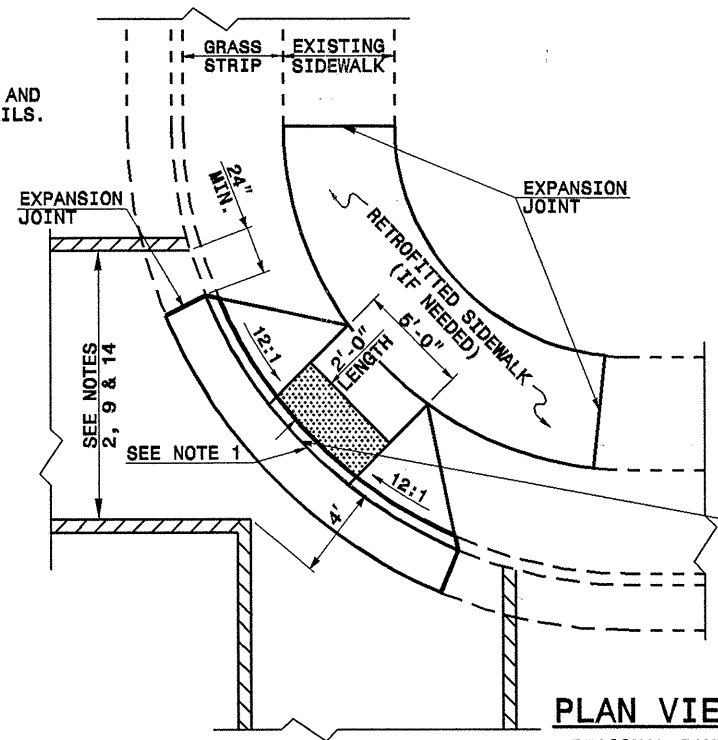 GRASS STRIP
EXISTING SIDEWALK
AND
ILS.
24" MIN.
EXPANSION JOINT
EXPANSION JOINT
RETROFITTED SIDEWALK
(IF NEEDED)
5'-0"
2'-0"
LENGTH
12:1
SEE NOTES
2, 9 & 14
SEE NOTE 1
12:1
4'
PLAN VIE